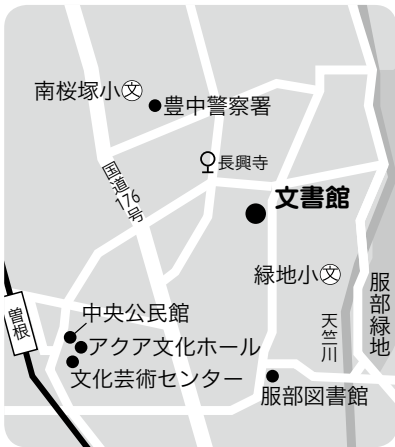 南桜塚小㊛
豊中警察署
国道176号
長興寺
文書館
緑地小㊛
服部緑地
天竺川
曽根
中央公民館
アクア文化ホール
文化芸術センター
服部図書館